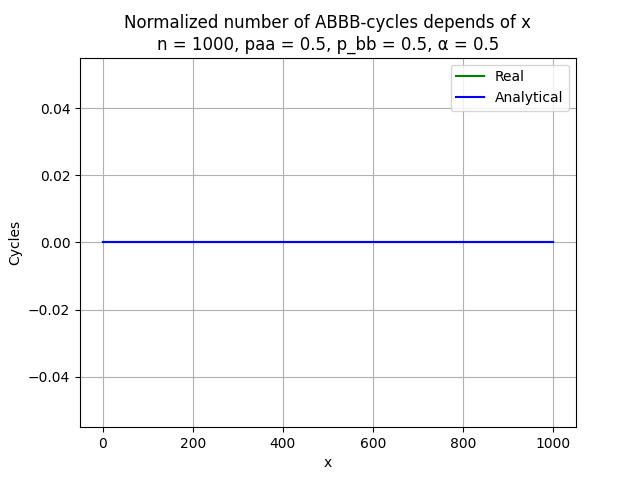 Normalized number of ABBB-cycles depends of x
n = 1000, paa = 0.5, p_bb = 0.5, α = 0.5
Real
Analytical
0.04
0.02
0.00
−0.02
−0.04
Cycles
0 200 400 600 800 1000
x